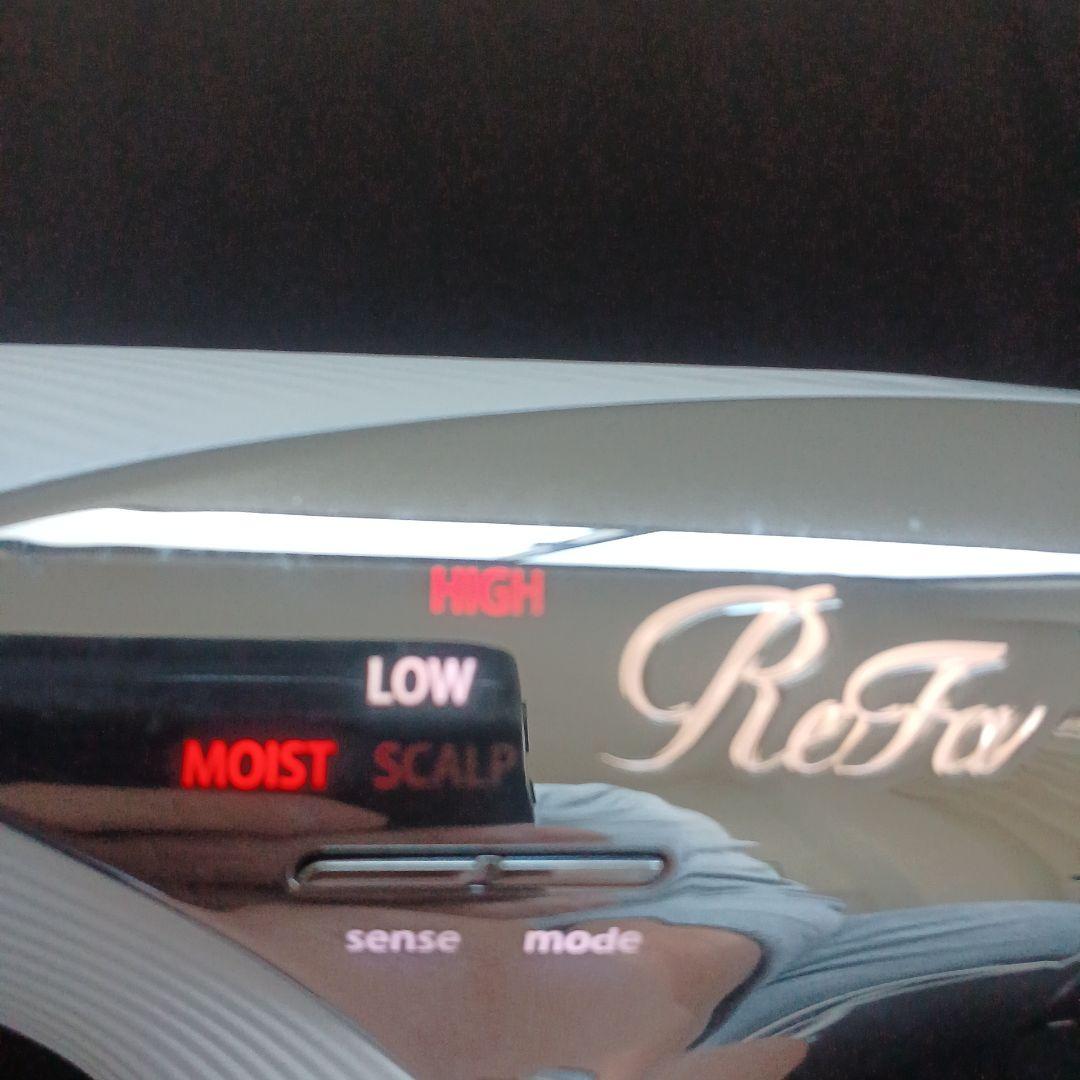 HIGH
LOW
ReFa
MOIST SCALP
sense mode